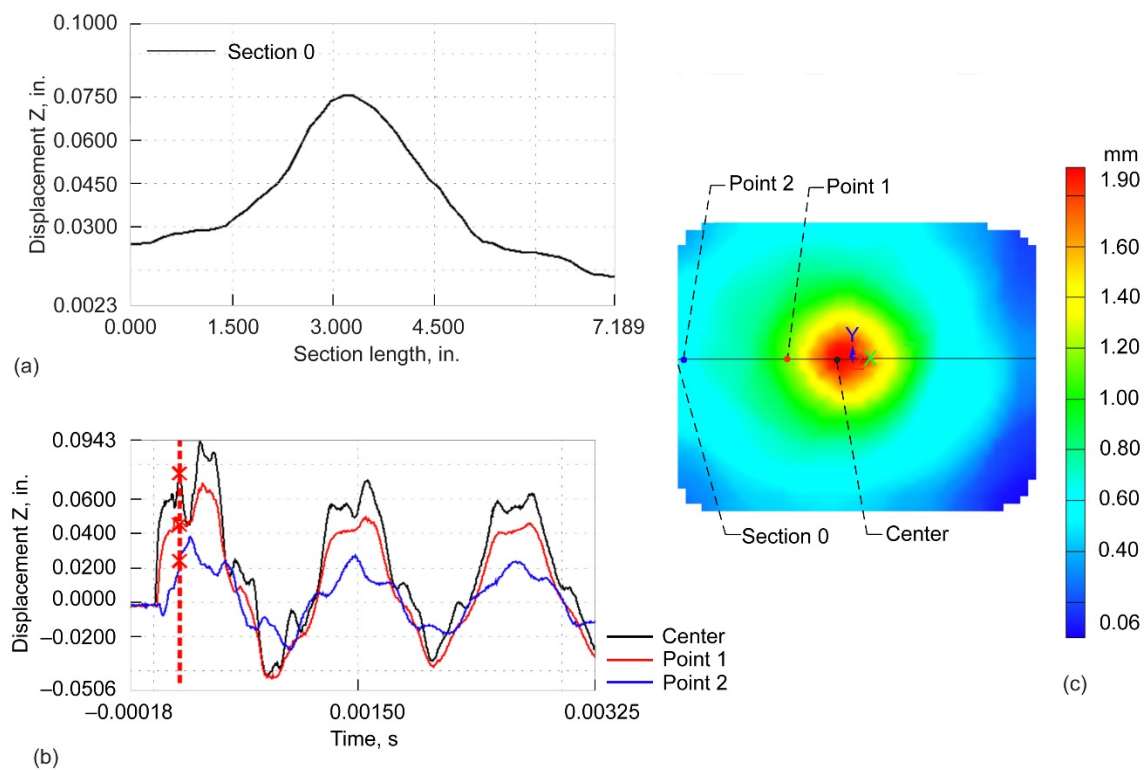 0.1000
Section 0
0.0750
0.0600
0.0450
0.0300
0.0023
Displacement Z, in.
0.000
1.500
3.000
4.500
7.189
Section length, in.
(a)
0.0943
0.0600
0.0400
0.0200
0.0000
–0.0200
–0.0506
Displacement Z, in.
–0.00018
0.00150
0.00325
Time, s
Center
Point 1
Point 2
(b)
Point 2
Point 1
Y
X
Section 0
Center
mm
1.90
1.60
1.40
1.20
1.00
0.80
0.60
0.40
0.06
(c)